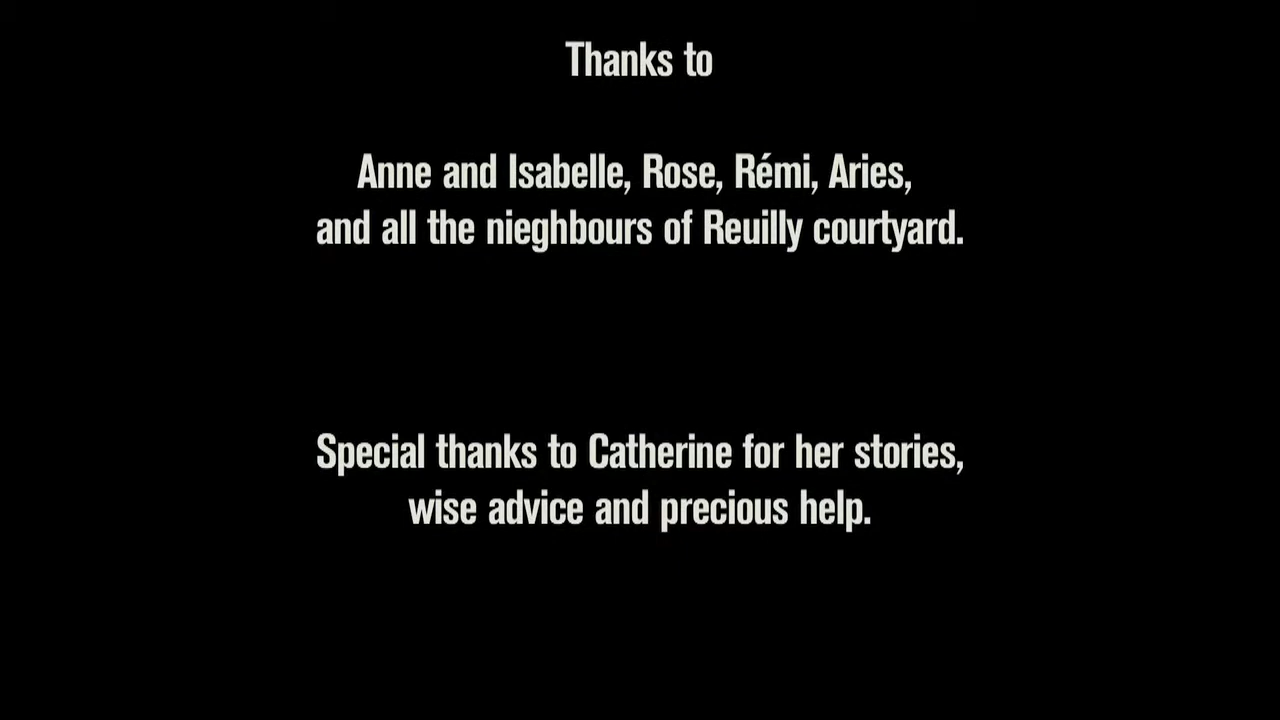 Thanks to
Anne and Isabelle, Rose, Rémi, Aries,
and all the nieghbours of Reuilly courtyard.
Special thanks to Catherine for her stories,
wise advice and precious help.